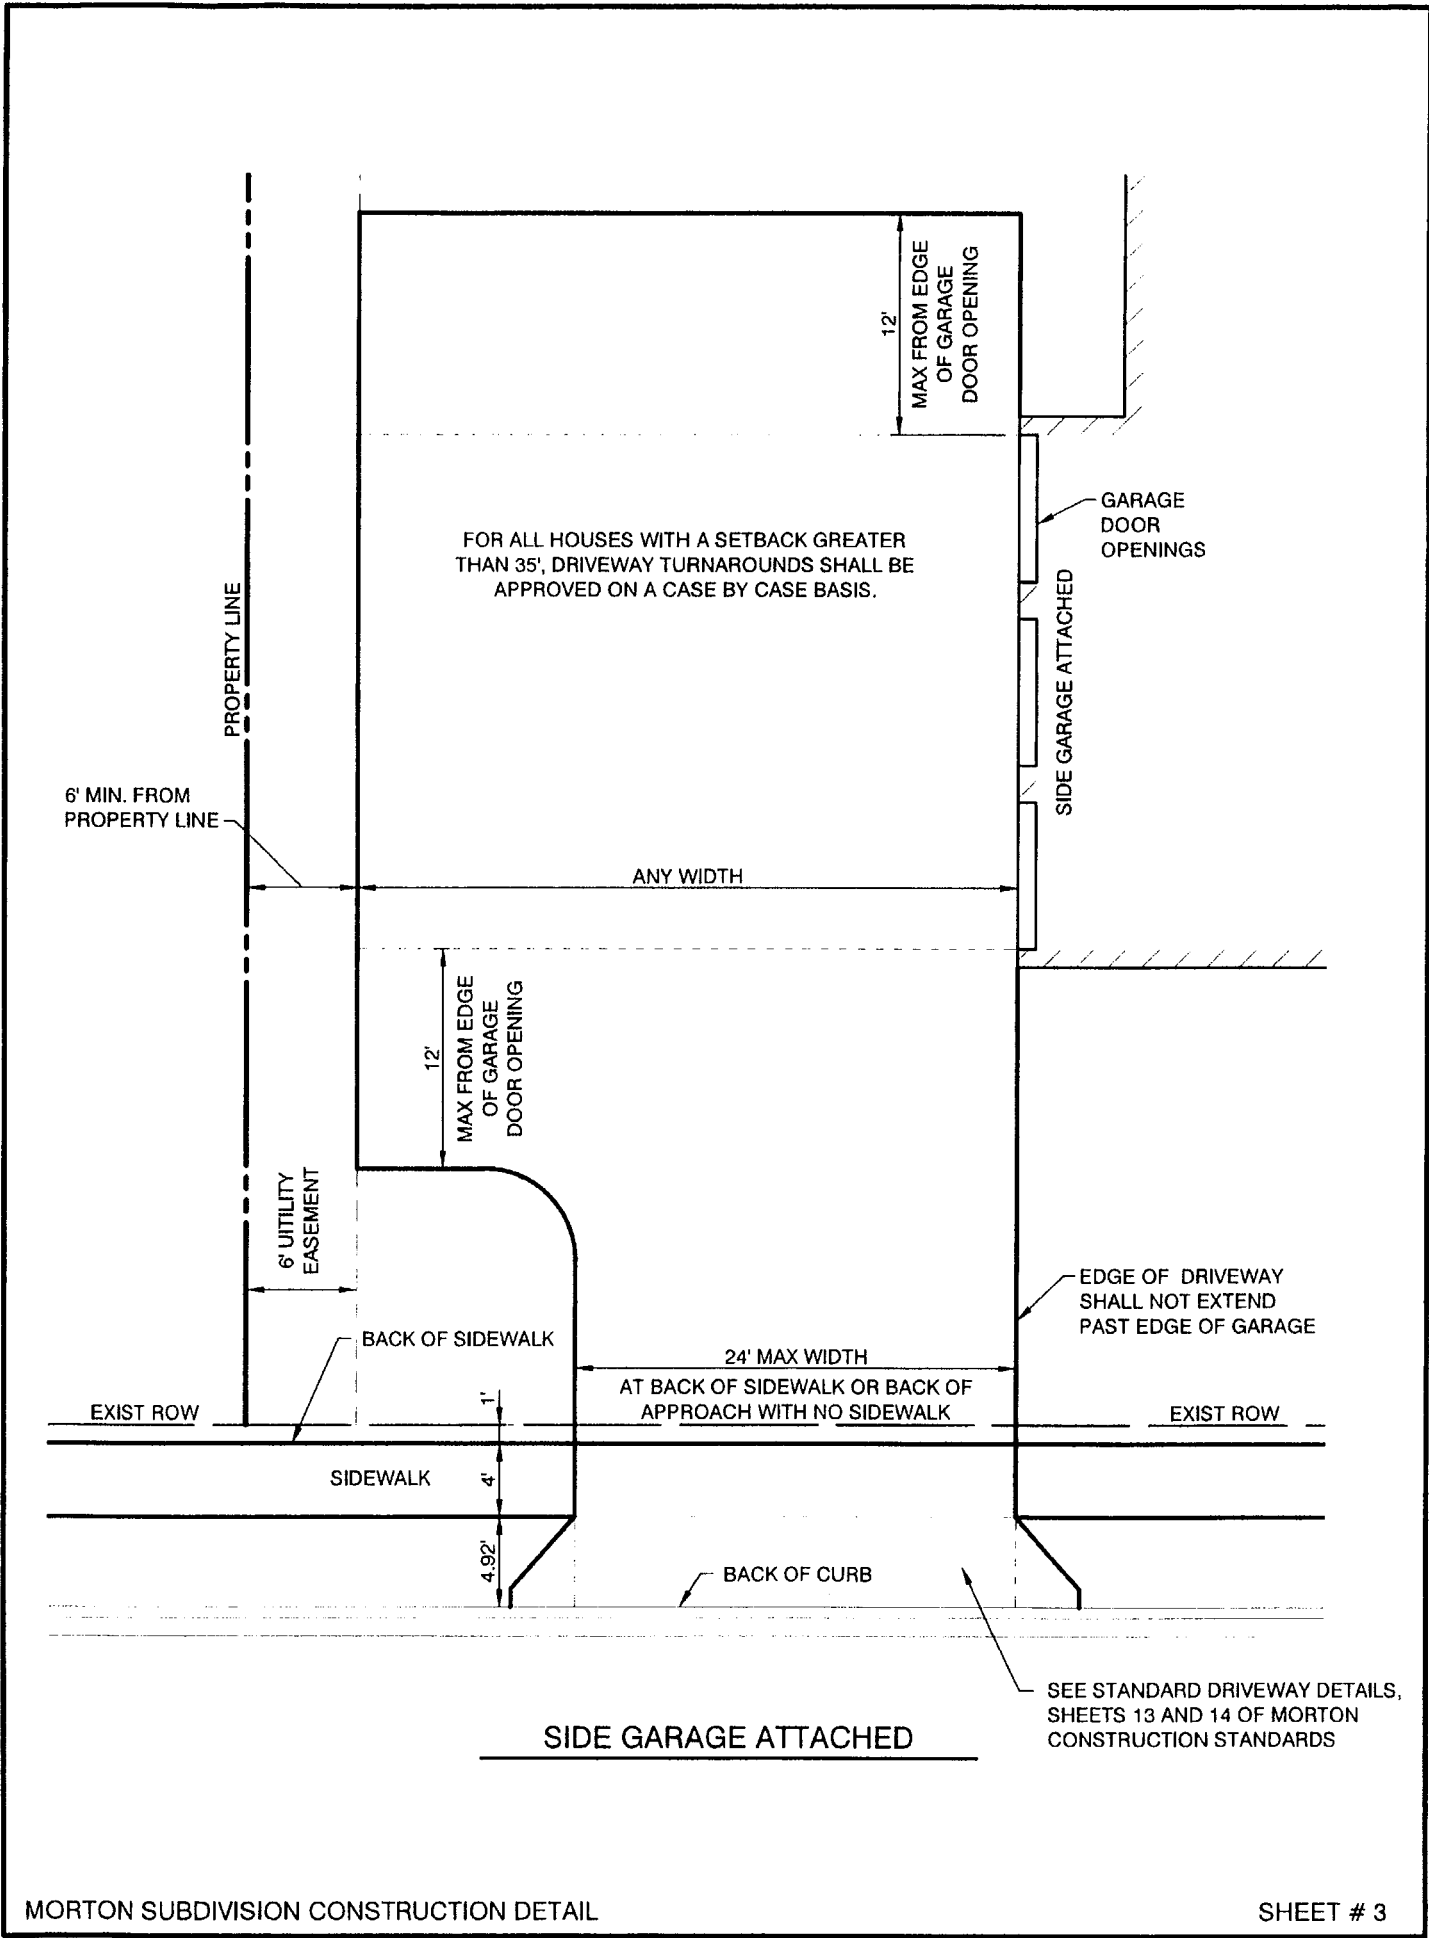 12'
MAX FROM EDGE
OF GARAGE
DOOR OPENING
GARAGE
DOOR
OPENINGS
FOR ALL HOUSES WITH A SETBACK GREATER
THAN 35', DRIVEWAY TURNAROUNDS SHALL BE
APPROVED ON A CASE BY CASE BASIS.
PROPERTY LINE
SIDE GARAGE ATTACHED
6' MIN. FROM
PROPERTY LINE
ANY WIDTH
12'
MAX FROM EDGE
OF GARAGE
DOOR OPENING
6' UITILITY
EASEMENT
EDGE OF DRIVEWAY
SHALL NOT EXTEND
PAST EDGE OF GARAGE
BACK OF SIDEWALK
24' MAX WIDTH
AT BACK OF SIDEWALK OR BACK OF
APPROACH WITH NO SIDEWALK
1'
EXIST ROW
EXIST ROW
SIDEWALK
4'
4.92'
BACK OF CURB
SEE STANDARD DRIVEWAY DETAILS,
SHEETS 13 AND 14 OF MORTON
CONSTRUCTION STANDARDS
SIDE GARAGE ATTACHED
MORTON SUBDIVISION CONSTRUCTION DETAIL
SHEET # 3